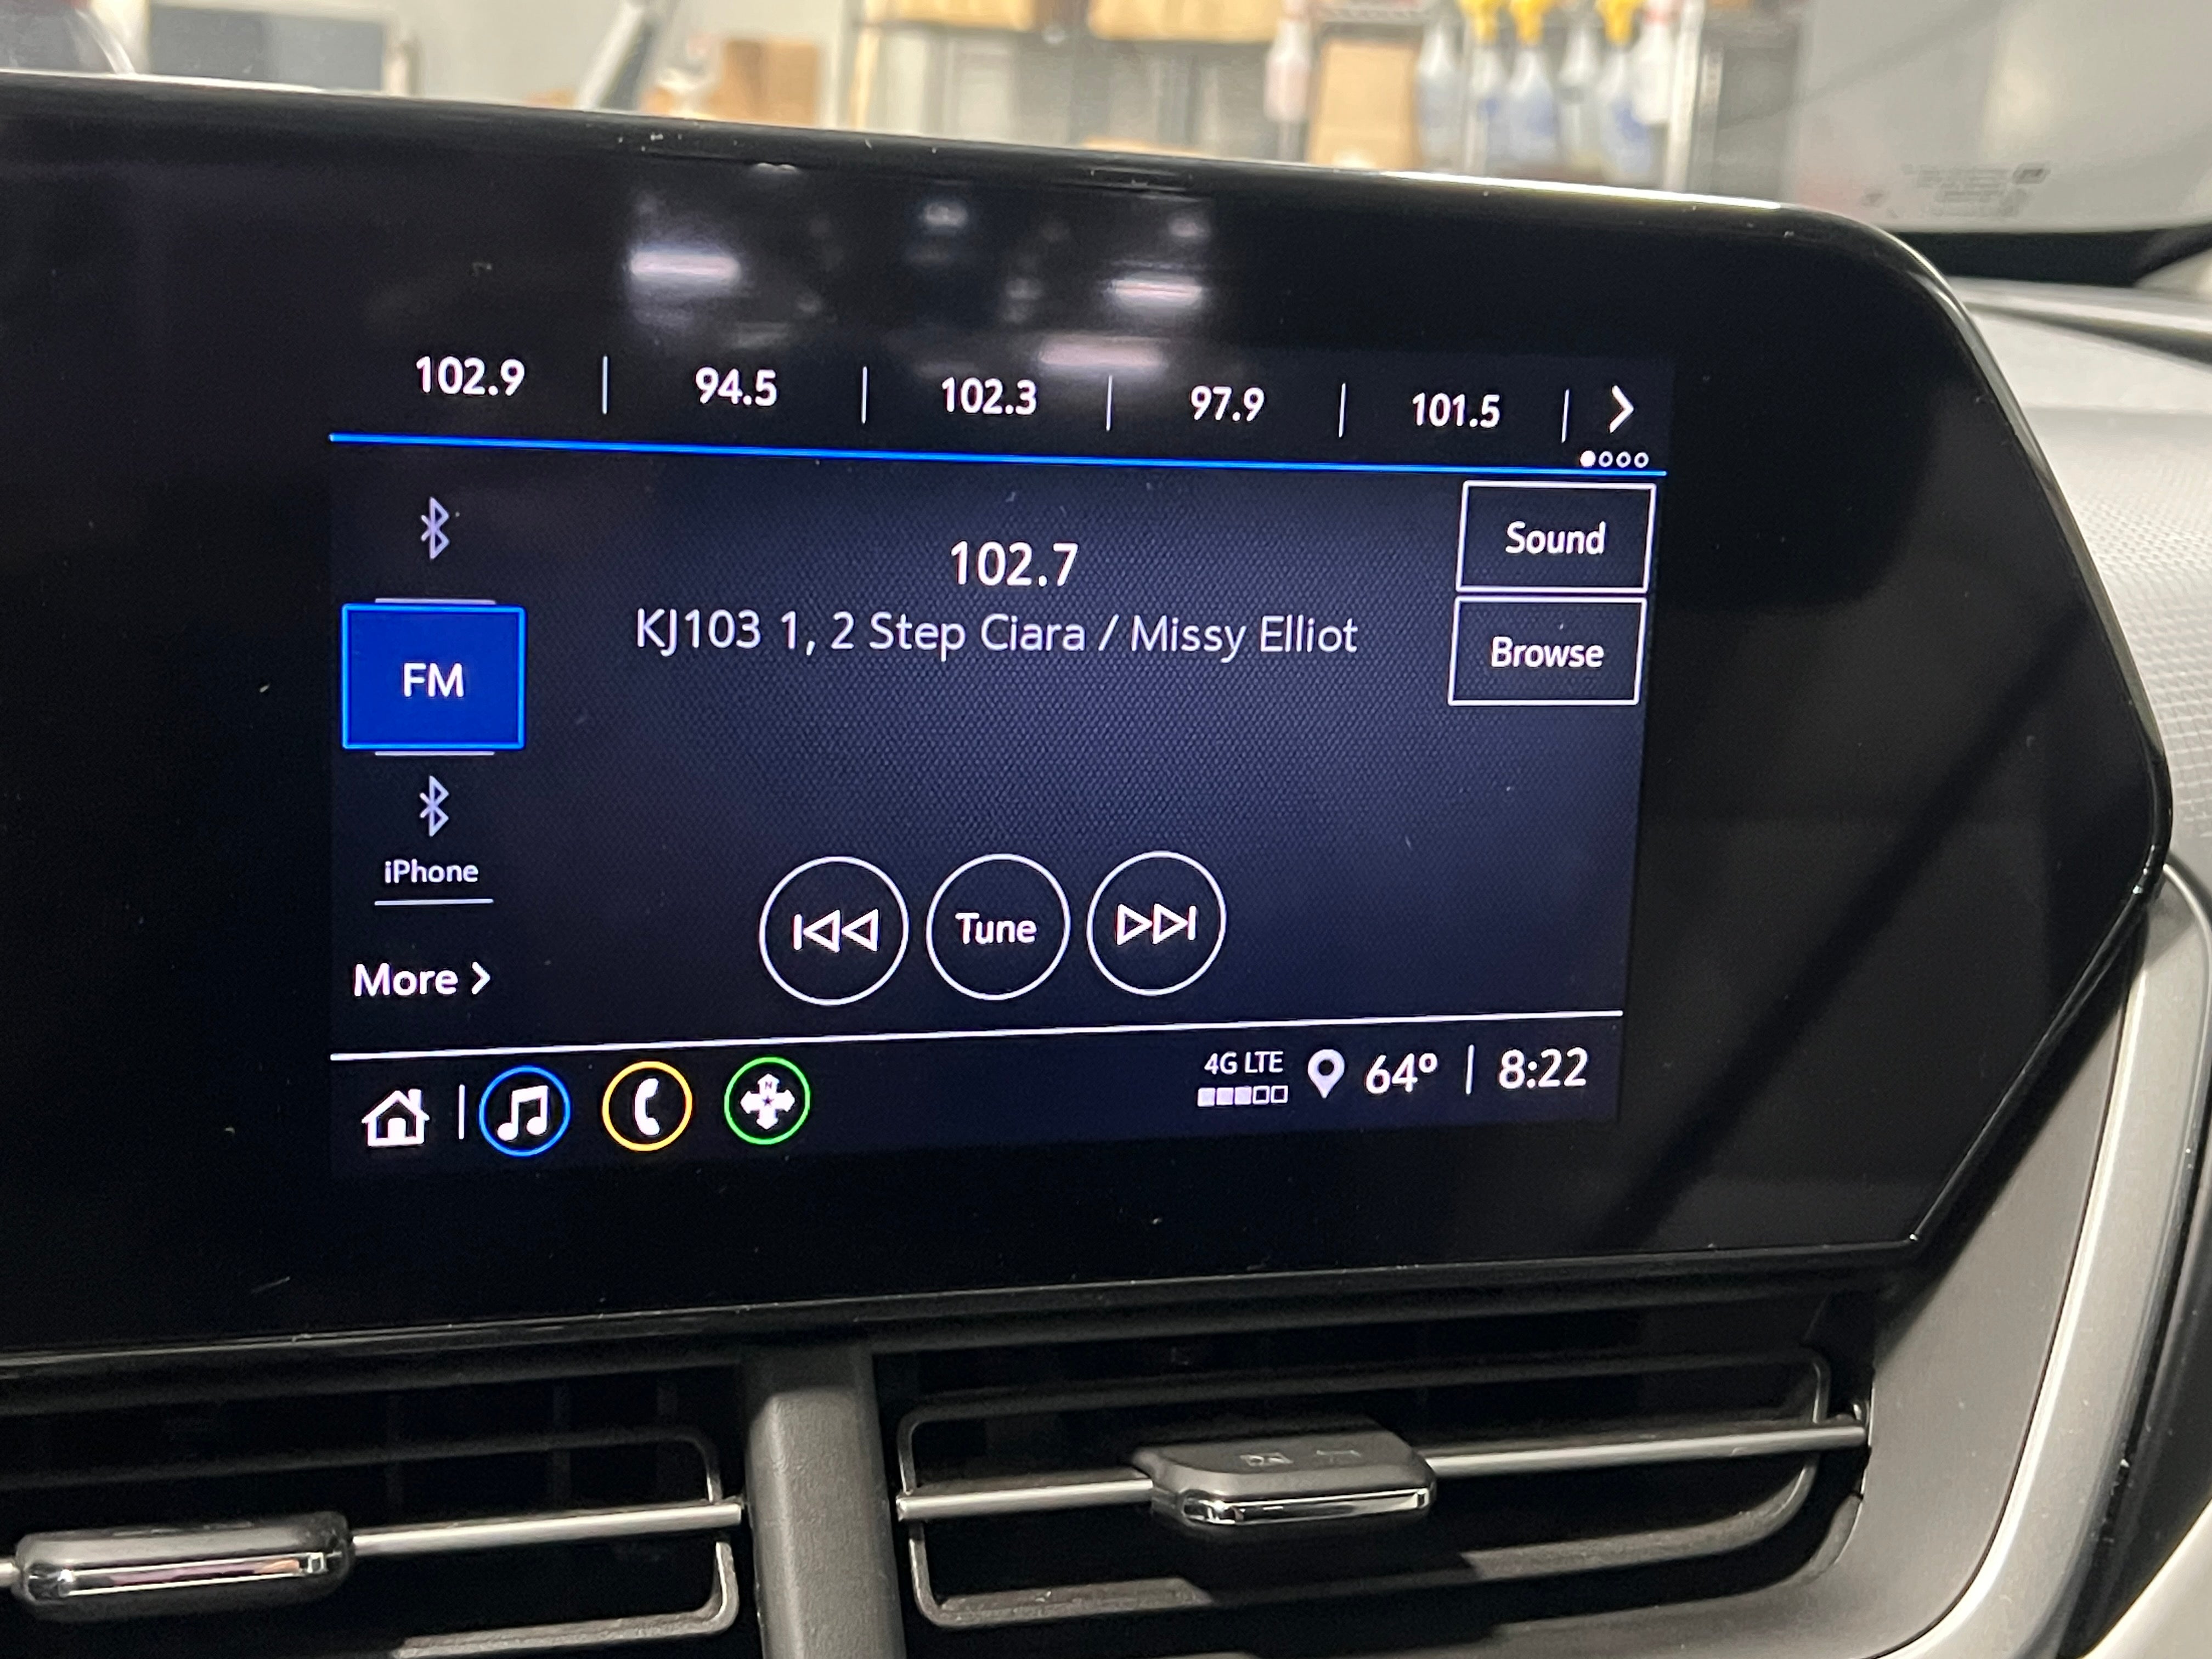 102.9 | 94.5 | 102.3 | 97.9 | 101.5 |
102.7
KJ103 1, 2 Step Ciara / Missy Elliot
Sound
Browse
FM
iPhone
More
Tune
4G LTE
64° | 8:22
N